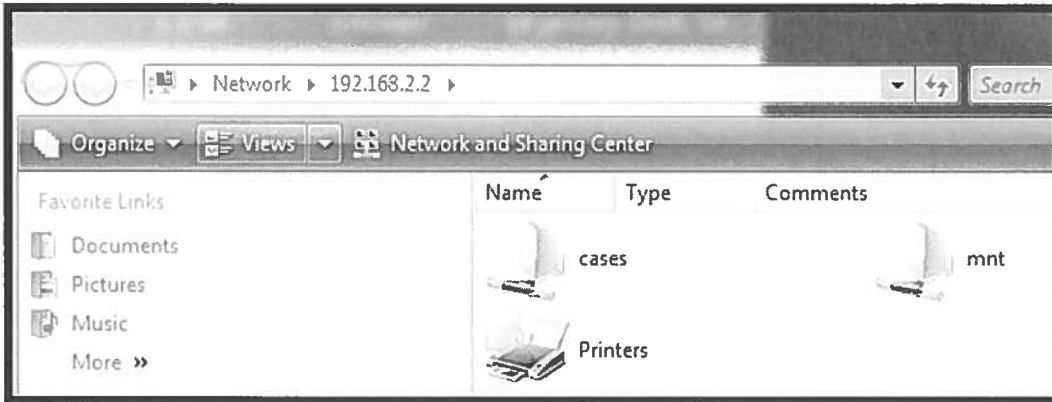 Network ▸ 192.168.2.2 ▸
Search
Organize Views Network and Sharing Center
Favorite Links
Documents
Pictures
Music
More »
Name Type Comments
cases
mnt
Printers